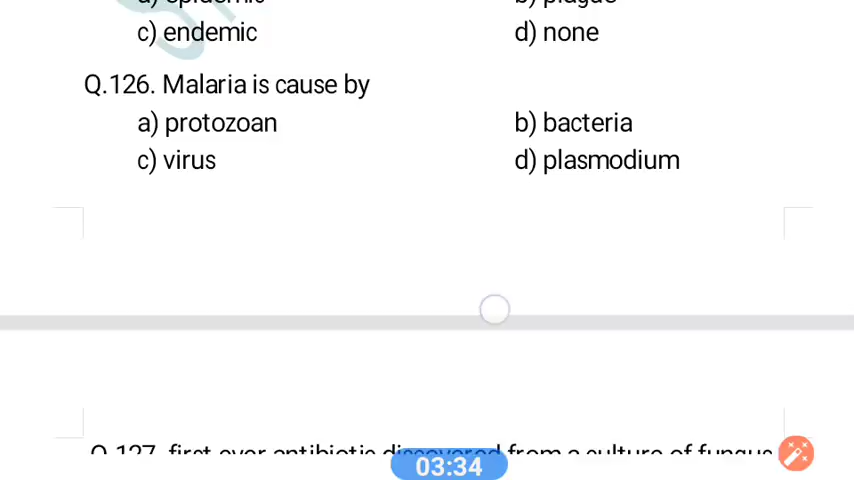 a) epidemic b) plague
c) endemic d) none
Q.126. Malaria is cause by
a) protozoan b) bacteria
c) virus d) plasmodium
Q.127. first ever antibiotic discovered from a culture of fungus
03:34